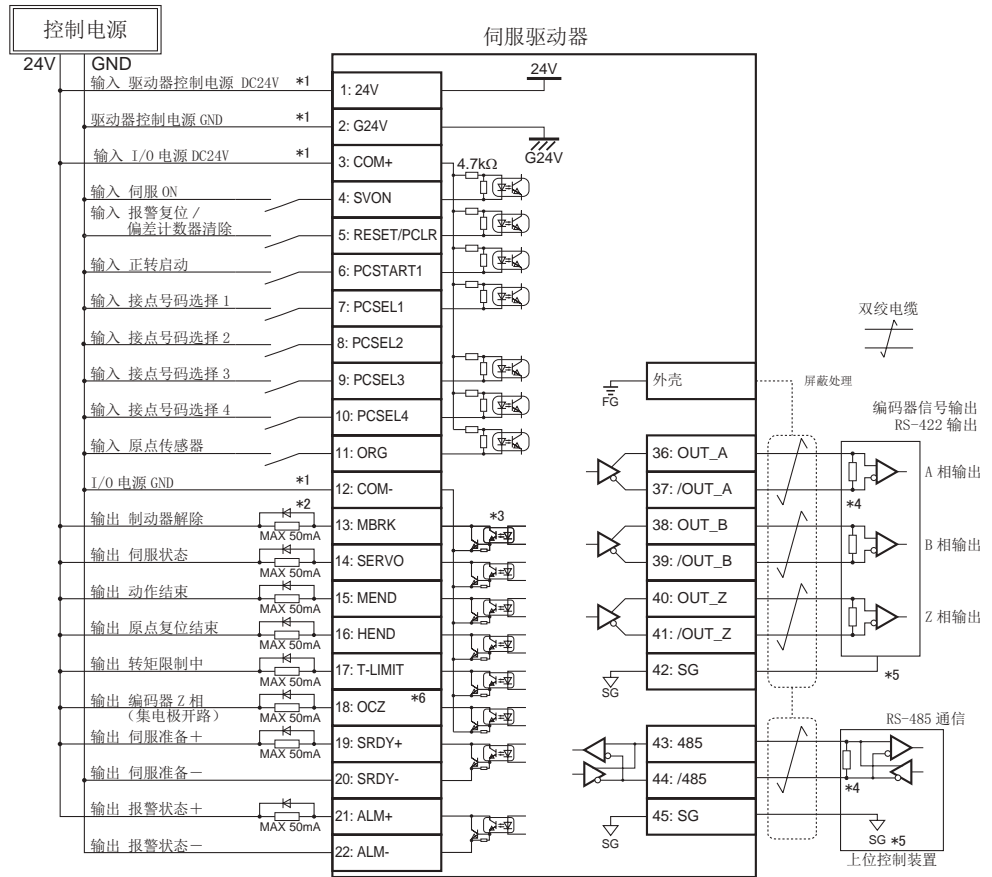 控制电源
伺服驱动器
24V
GND
24V
输入 驱动器控制电源 DC24V *1
1: 24V
驱动器控制电源 GND *1
2: G24V
G24V
输入 I/O 电源 DC24V *1
3: COM+
4.7kΩ
输入 伺服 ON
4: SVON
输入 报警复位 /
偏差计数器清除
5: RESET/PCLR
输入 正转启动
6: PCSTART1
输入 接点号码选择 1
7: PCSEL1
输入 接点号码选择 2
8: PCSEL2
输入 接点号码选择 3
9: PCSEL3
输入 接点号码选择 4
10: PCSEL4
输入 原点传感器
11: ORG
I/O 电源 GND *1
12: COM-
输出 制动器解除
*2
MAX 50mA
13: MBRK
*3
输出 伺服状态
MAX 50mA
14: SERVO
输出 动作结束
MAX 50mA
15: MEND
输出 原点复位结束
MAX 50mA
16: HEND
输出 转矩限制中
MAX 50mA
17: T-LIMIT
输出 编码器 Z 相
（集电极开路）
MAX 50mA
18: OCZ
*6
输出 伺服准备＋
MAX 50mA
19: SRDY+
输出 伺服准备－
20: SRDY-
输出 报警状态＋
MAX 50mA
21: ALM+
输出 报警状态－
22: ALM-
双绞电缆
外壳
FG
屏蔽处理
编码器信号输出
RS-422 输出
36: OUT_A
37: /OUT_A
A 相输出
*4
38: OUT_B
39: /OUT_B
B 相输出
40: OUT_Z
41: /OUT_Z
Z 相输出
42: SG
SG
*5
RS-485 通信
43: 485
44: /485
*4
45: SG
SG
SG *5
上位控制装置